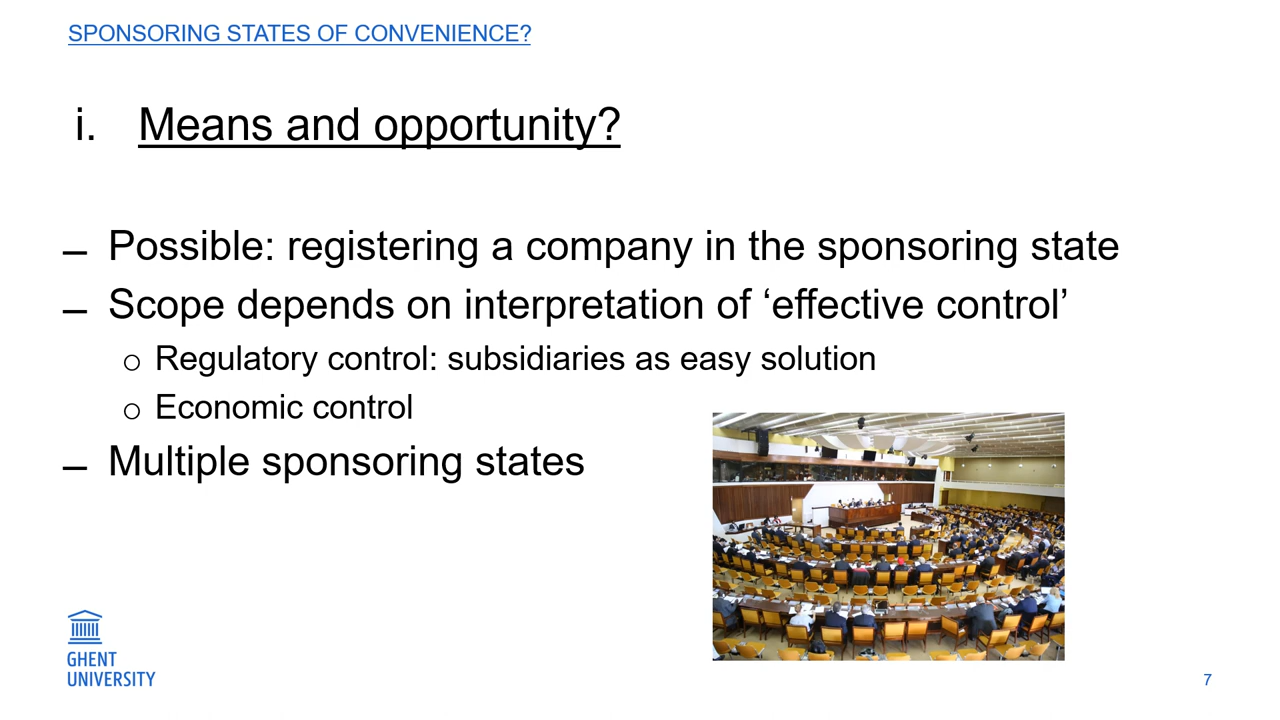 SPONSORING STATES OF CONVENIENCE?
i. Means and opportunity?
– Possible: registering a company in the sponsoring state
– Scope depends on interpretation of ‘effective control’
o Regulatory control: subsidiaries as easy solution
o Economic control
– Multiple sponsoring states
GHENT
UNIVERSITY
7